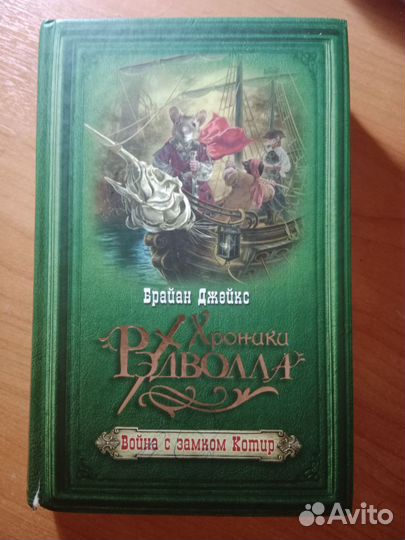 Брайан Джейкс
Хроники
Рэдволла
Война с замком Котир
Avito